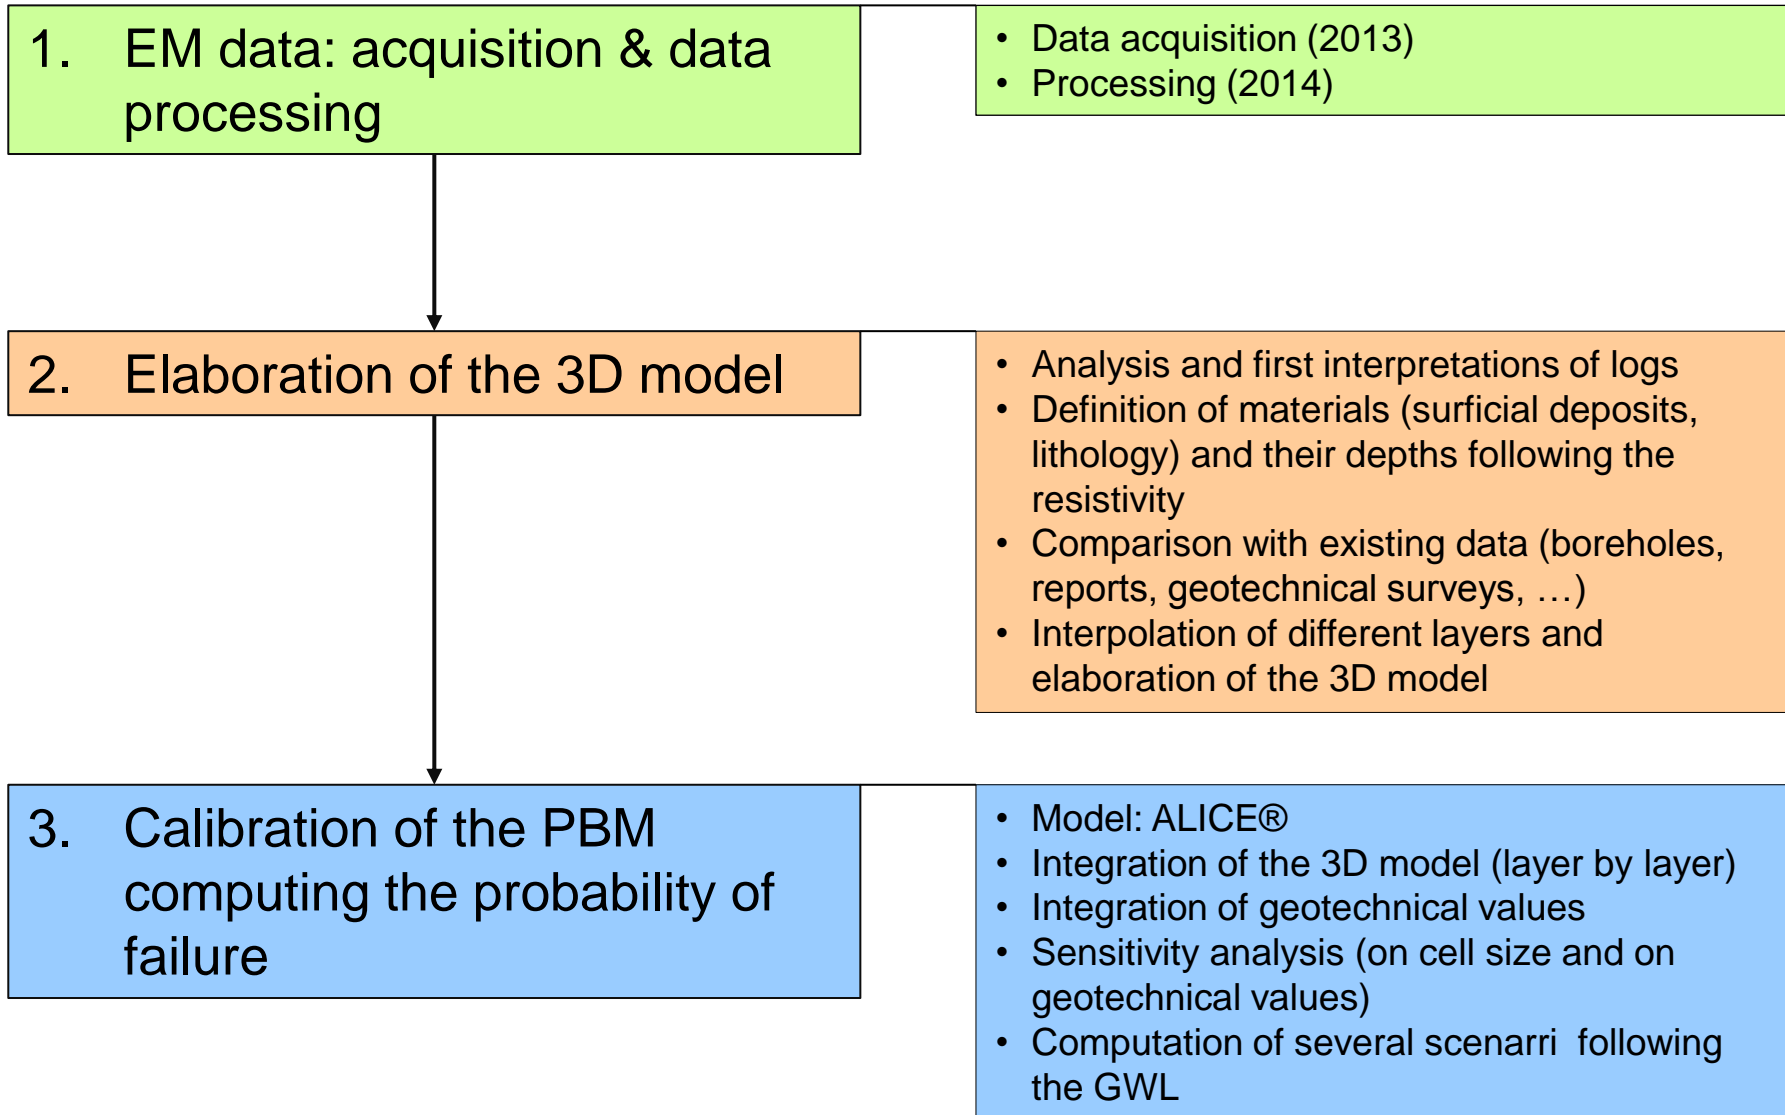 1. EM data: acquisition & data
processing
• Data acquisition (2013)
• Processing (2014)
2. Elaboration of the 3D model
• Analysis and first interpretations of logs
• Definition of materials (surficial deposits,
lithology) and their depths following the
resistivity
• Comparison with existing data (boreholes,
reports, geotechnical surveys, …)
• Interpolation of different layers and
elaboration of the 3D model
3. Calibration of the PBM
computing the probability of
failure
• Model: ALICE®
• Integration of the 3D model (layer by layer)
• Integration of geotechnical values
• Sensitivity analysis (on cell size and on
geotechnical values)
• Computation of several scenarri  following
the GWL